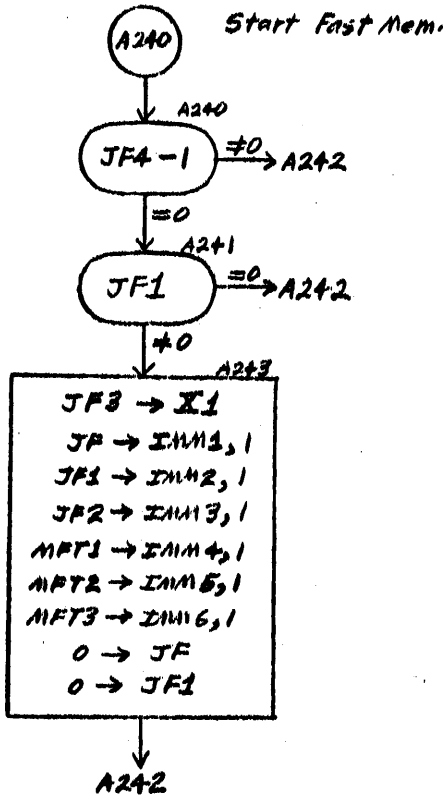 Start Fast Mem.
A240
A240
JF4 - 1
≠0
A242
=0
A241
JF1
=0
A242
≠0
A243
JF3 → X1
JF → IMM1, 1
JF1 → IMM2, 1
JF2 → IMM3, 1
MFT1 → IMM4, 1
MFT2 → IMM5, 1
MFT3 → IMM6, 1
0 → JF
0 → JF1
A242